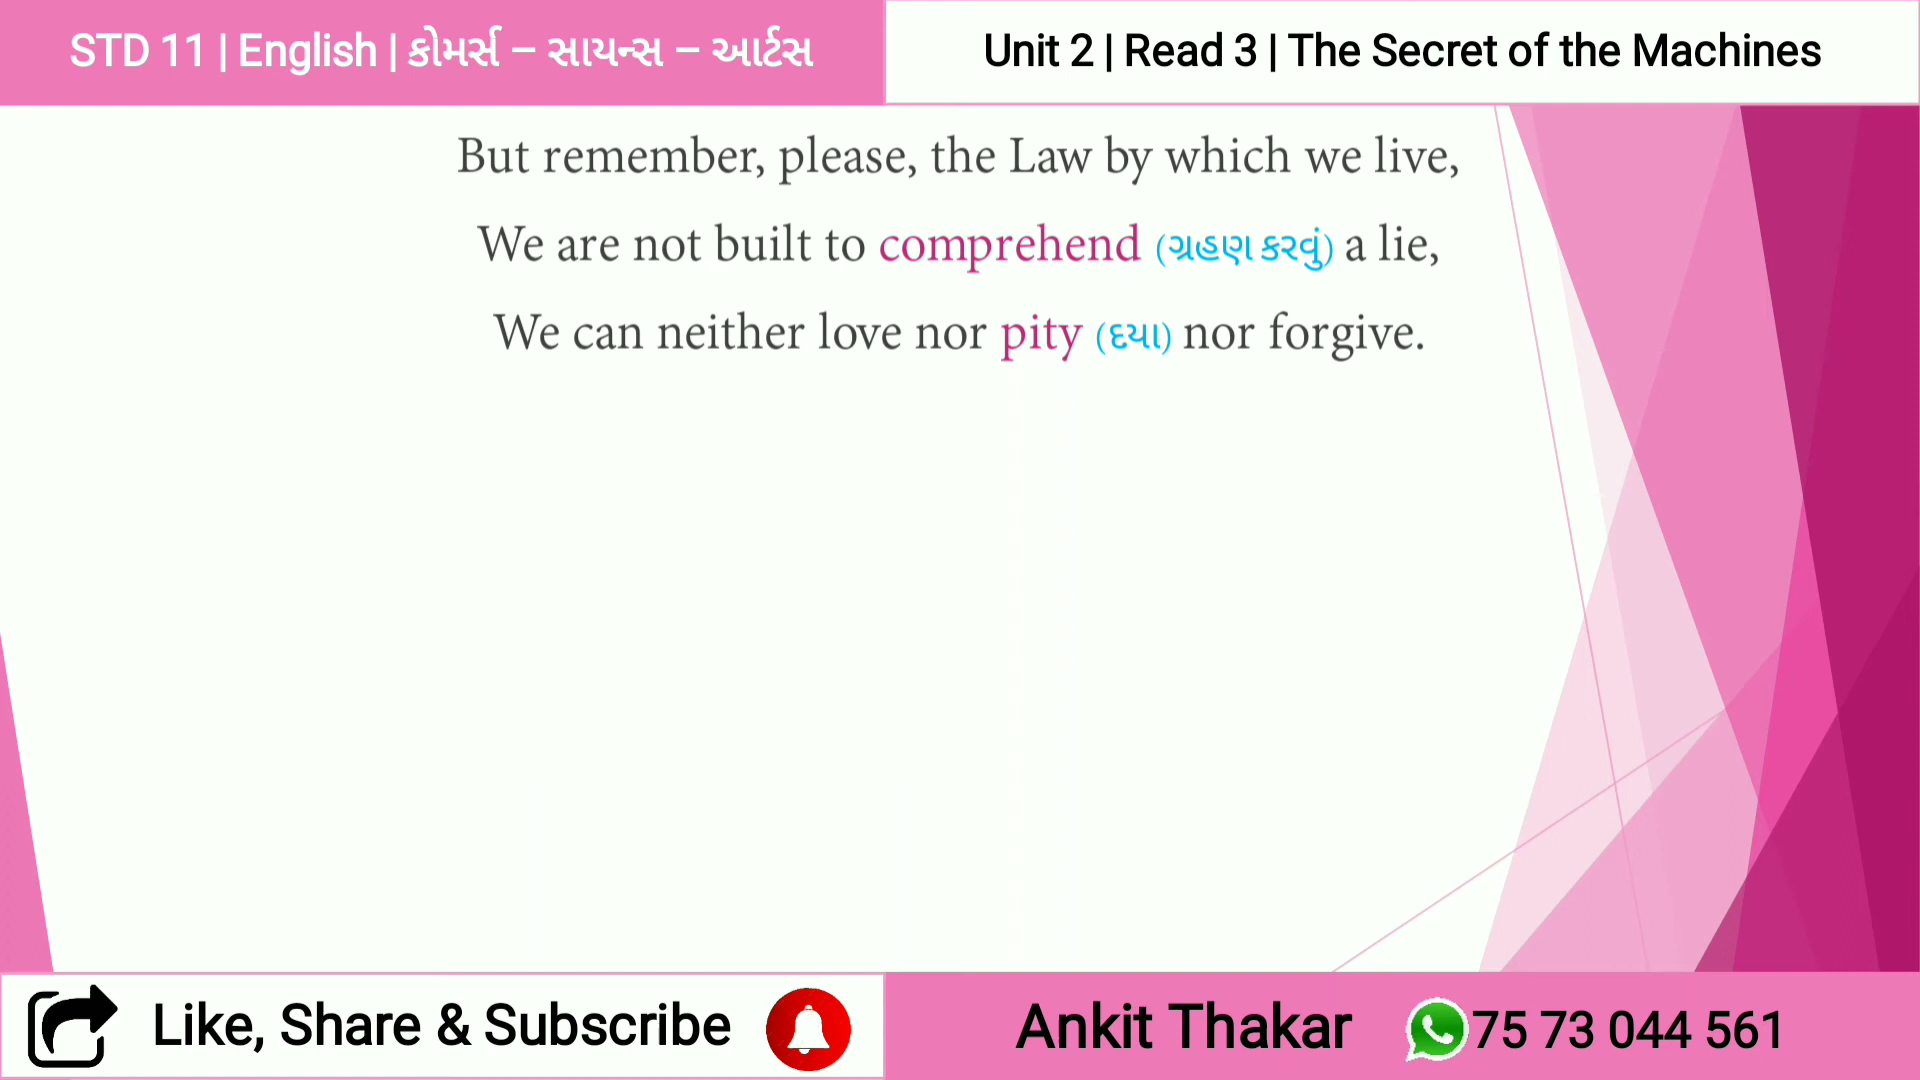 STD 11 | English | કોમર્સ – સાયન્સ – આર્ટસ
Unit 2 | Read 3 | The Secret of the Machines
But remember, please, the Law by which we live,
We are not built to comprehend (ગ્રહણ કરવું) a lie,
We can neither love nor pity (દયા) nor forgive.
Like, Share & Subscribe
Ankit Thakar 75 73 044 561